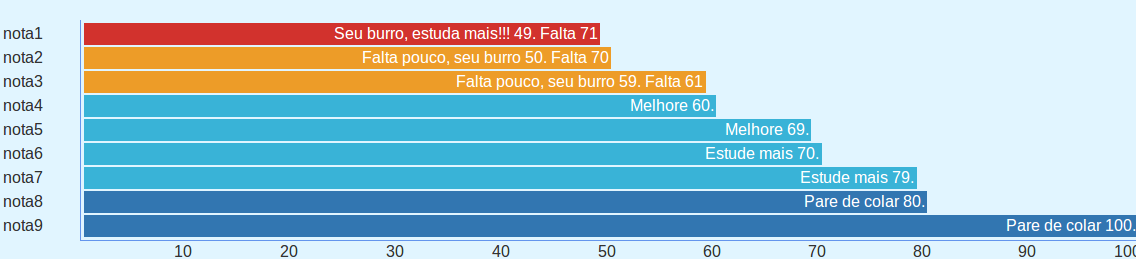 nota1 Seu burro, estuda mais!!! 49. Falta 71
nota2 Falta pouco, seu burro 50. Falta 70
nota3 Falta pouco, seu burro 59. Falta 61
nota4 Melhore 60.
nota5 Melhore 69.
nota6 Estude mais 70.
nota7 Estude mais 79.
nota8 Pare de colar 80.
nota9 Pare de colar 100.
10 20 30 40 50 60 70 80 90 100